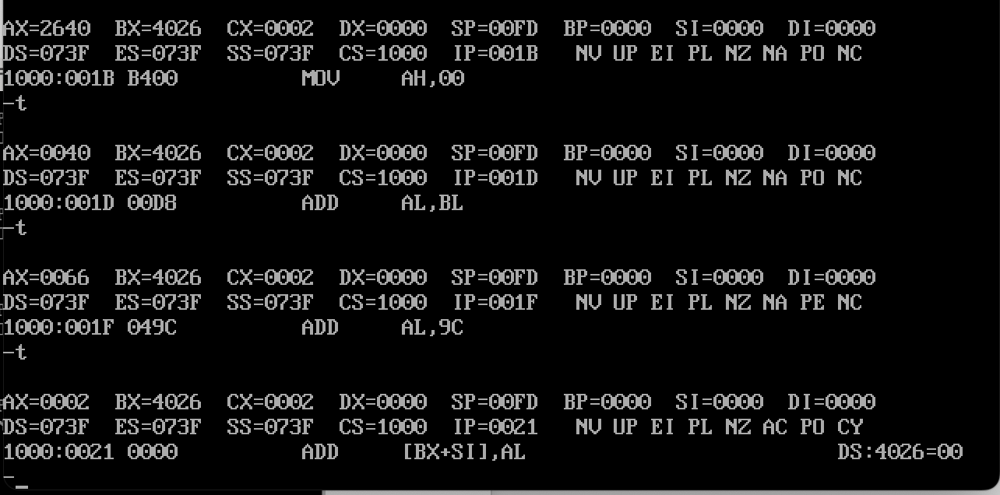 AX=2640  BX=4026  CX=0002  DX=0000  SP=00FD  BP=0000  SI=0000  DI=0000
DS=073F  ES=073F  SS=073F  CS=1000  IP=001B   NV UP EI PL NZ NA PO NC
1000:001B B400          MOV     AH,00
-t
AX=0040  BX=4026  CX=0002  DX=0000  SP=00FD  BP=0000  SI=0000  DI=0000
DS=073F  ES=073F  SS=073F  CS=1000  IP=001D   NV UP EI PL NZ NA PO NC
1000:001D 00D8          ADD     AL,BL
-t
AX=0066  BX=4026  CX=0002  DX=0000  SP=00FD  BP=0000  SI=0000  DI=0000
DS=073F  ES=073F  SS=073F  CS=1000  IP=001F   NV UP EI PL NZ NA PE NC
1000:001F 049C          ADD     AL,9C
-t
AX=0002  BX=4026  CX=0002  DX=0000  SP=00FD  BP=0000  SI=0000  DI=0000
DS=073F  ES=073F  SS=073F  CS=1000  IP=0021   NV UP EI PL NZ AC PO CY
1000:0021 0000          ADD     [BX+SI],AL                         DS:4026=00
-_